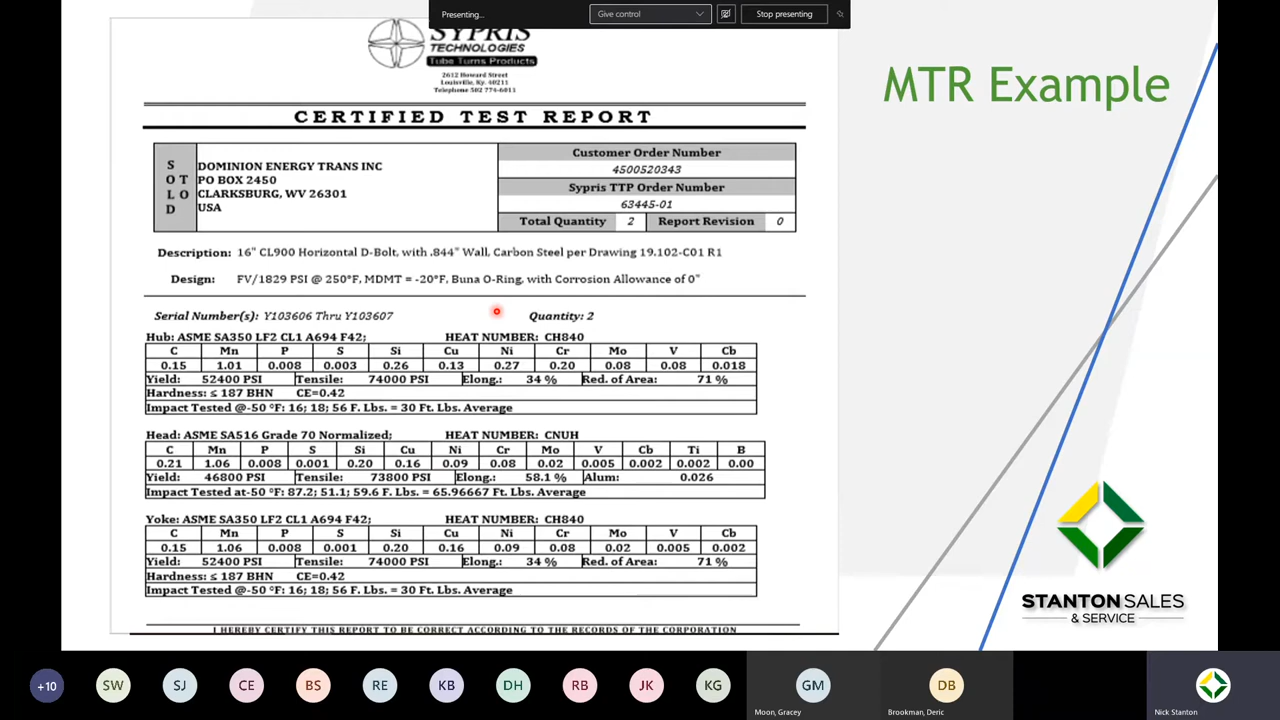 Presenting...
Give control
Stop presenting
SYPRIS
TECHNOLOGIES
Tube Turns Products
2612 Howard Street
Louisville, Ky. 40211
Telephone 502 774-6011
MTR Example
CERTIFIED TEST REPORT
SOLD TO
DOMINION ENERGY TRANS INC
PO BOX 2450
CLARKSBURG, WV 26301
USA
Customer Order Number
4500520343
Sypris TTP Order Number
63445-01
Total Quantity 2 Report Revision 0
Description: 16" CL900 Horizontal D-Bolt, with .844" Wall, Carbon Steel per Drawing 19.102-C01 R1
Design: FV/1829 PSI @ 250°F, MDMT = -20°F, Buna O-Ring, with Corrosion Allowance of 0"
Serial Number(s): Y103606 Thru Y103607 Quantity: 2
Hub: ASME SA350 LF2 CL1 A694 F42; HEAT NUMBER: CH840
C Mn P S Si Cu Ni Cr Mo V Cb
0.15 1.01 0.008 0.003 0.26 0.13 0.27 0.20 0.08 0.08 0.018
Yield: 52400 PSI Tensile: 74000 PSI Elong.: 34 % Red. of Area: 71 %
Hardness: ≤ 187 BHN CE=0.42
Impact Tested @-50 °F: 16; 18; 56 F. Lbs. = 30 Ft. Lbs. Average
Head: ASME SA516 Grade 70 Normalized; HEAT NUMBER: CNUH
C Mn P S Si Cu Ni Cr Mo V Cb Ti B
0.21 1.06 0.008 0.001 0.20 0.16 0.09 0.08 0.02 0.005 0.002 0.002 0.00
Yield: 46800 PSI Tensile: 73800 PSI Elong.: 58.1 % Alum: 0.026
Impact Tested at-50 °F: 87.2; 51.1; 59.6 F. Lbs. = 65.96667 Ft. Lbs. Average
Yoke: ASME SA350 LF2 CL1 A694 F42; HEAT NUMBER: CH840
C Mn P S Si Cu Ni Cr Mo V Cb
0.15 1.06 0.008 0.001 0.20 0.16 0.09 0.08 0.02 0.005 0.002
Yield: 52400 PSI Tensile: 74000 PSI Elong.: 34 % Red. of Area: 71 %
Hardness: ≤ 187 BHN CE=0.42
Impact Tested @-50 °F: 16; 18; 56 F. Lbs. = 30 Ft. Lbs. Average
I HEREBY CERTIFY THIS REPORT TO BE CORRECT ACCORDING TO THE RECORDS OF THE CORPORATION
STANTON SALES
& SERVICE
+10 SW SJ CE BS RE KB DH RB JK KG GM DB
Moon, Gracey Brookman, Deric Nick Stanton